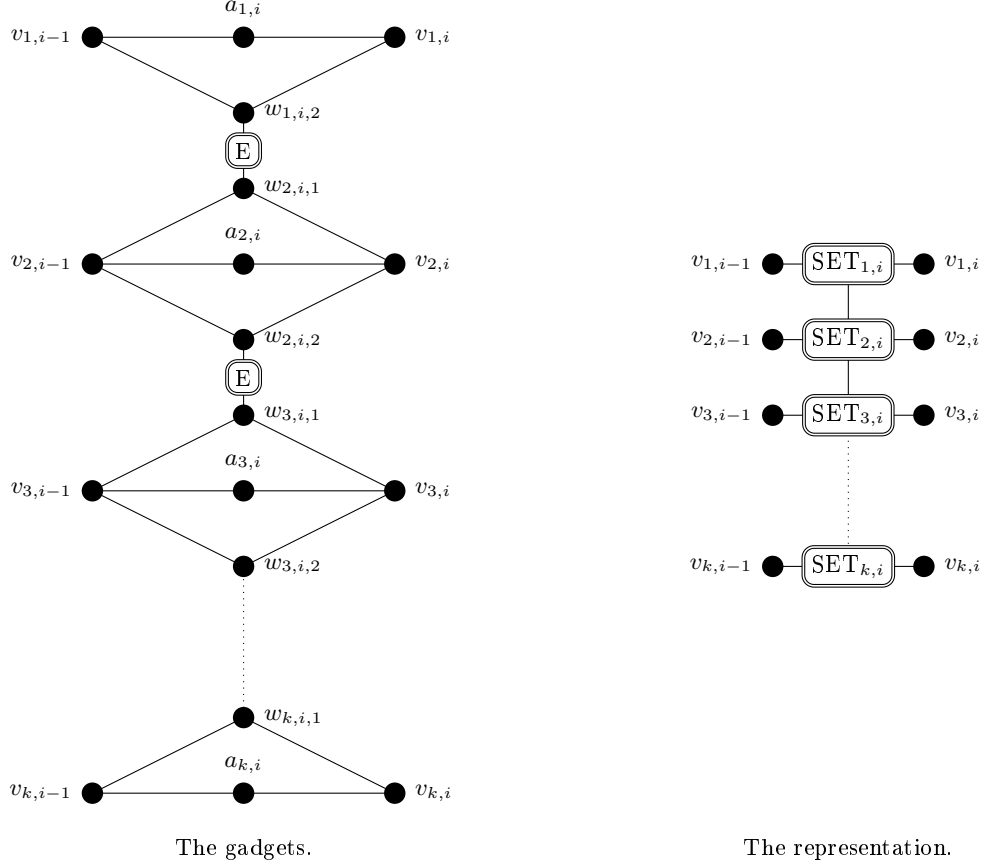 a_{1,i}
v_{1,i−1} v_{1,i}
w_{1,i,2}
E
w_{2,i,1}
a_{2,i}
v_{2,i−1} v_{2,i}
w_{2,i,2}
E
w_{3,i,1}
a_{3,i}
v_{3,i−1} v_{3,i}
w_{3,i,2}
w_{k,i,1}
a_{k,i}
v_{k,i−1} v_{k,i}
The gadgets.
v_{1,i−1} SET_{1,i} v_{1,i}
v_{2,i−1} SET_{2,i} v_{2,i}
v_{3,i−1} SET_{3,i} v_{3,i}
v_{k,i−1} SET_{k,i} v_{k,i}
The representation.